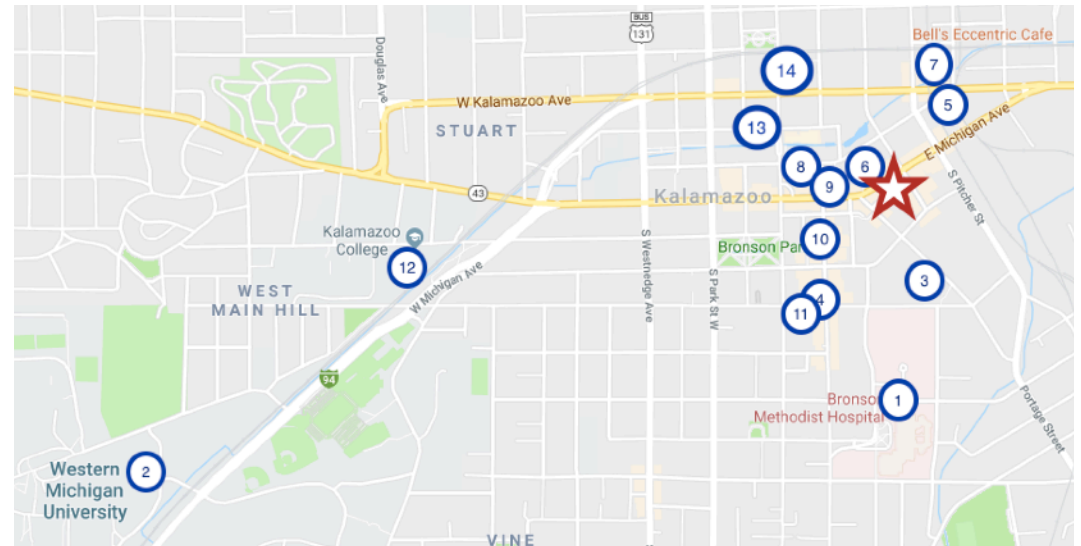 BUS
131
Bell's Eccentric Cafe
7
14
Douglas Ave
W Kalamazoo Ave
5
STUART
13
E Michigan Ave
8
6
9
43
Kalamazoo
S Pitcher St
Kalamazoo
College
12
10
Bronson Par
S Westnedge Ave
S Park St W
W Michigan Ave
3
WEST
MAIN HILL
4
11
94
1
Bronson
Methodist Hospital
Portage Street
Western
Michigan
University
2
VINE